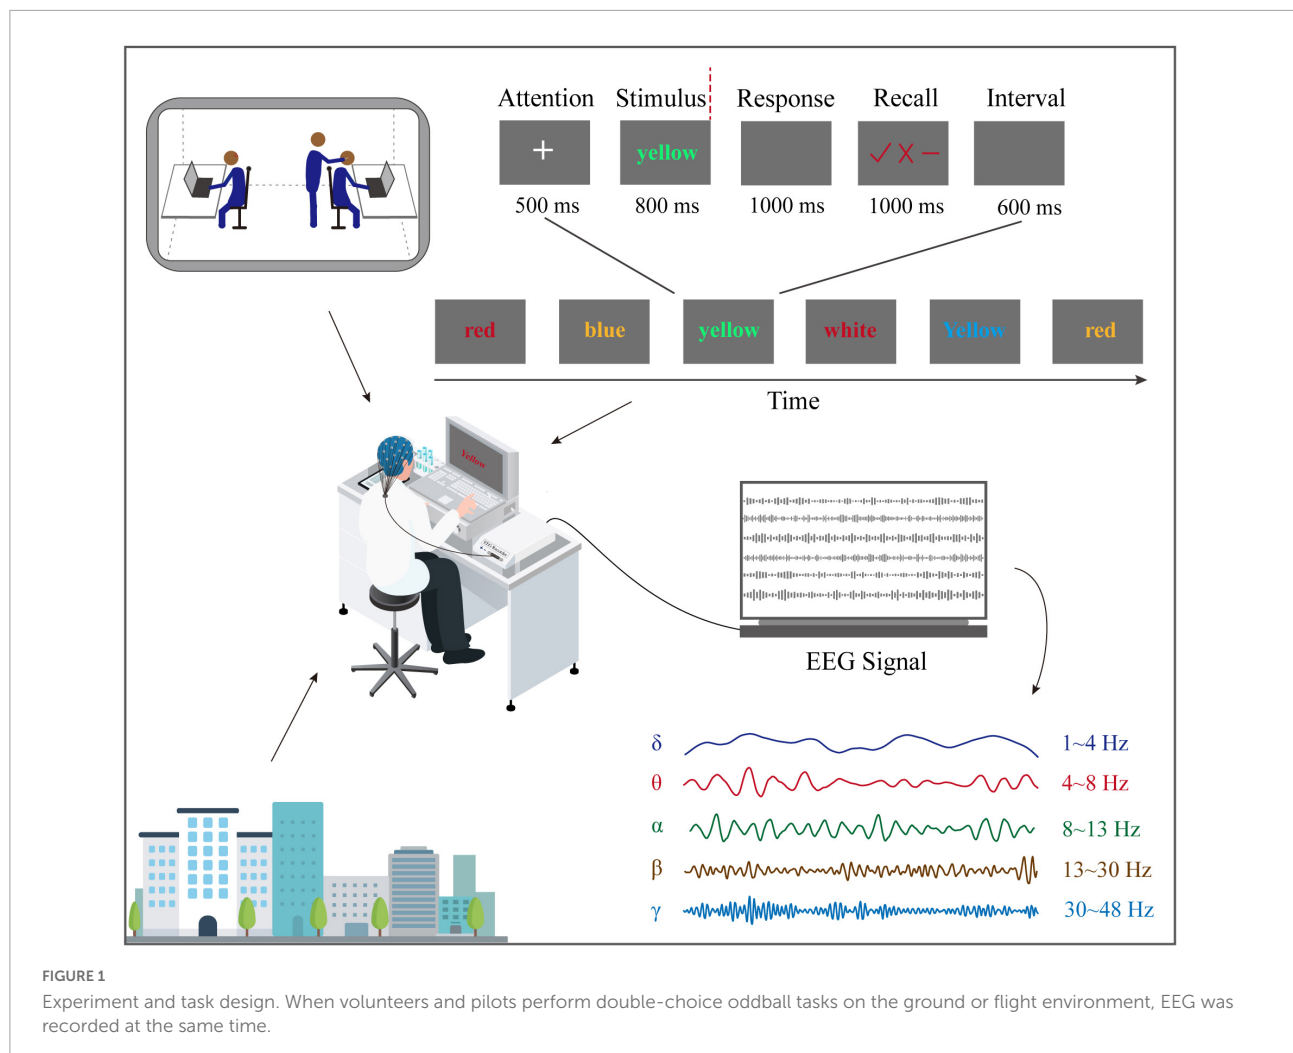 Attention Stimulus Response Recall Interval
+ yellow ✓ X –
500 ms 800 ms 1000 ms 1000 ms 600 ms
red blue yellow white Yellow red
Time
Yellow
EEG Signal
δ 1~4 Hz
θ 4~8 Hz
α 8~13 Hz
β 13~30 Hz
γ 30~48 Hz
FIGURE 1
Experiment and task design. When volunteers and pilots perform double-choice oddball tasks on the ground or flight environment, EEG was
recorded at the same time.